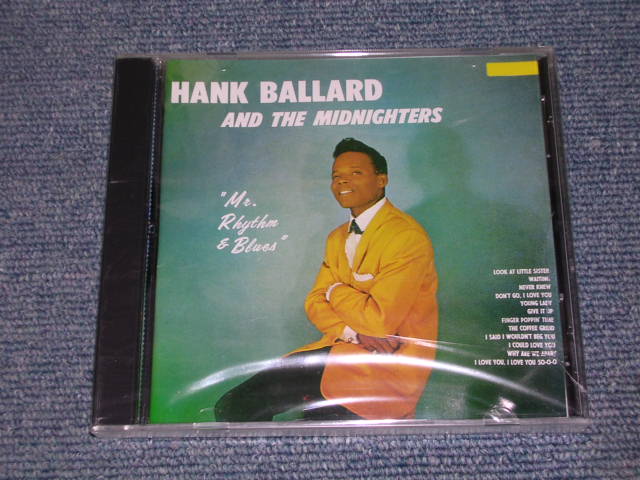 HANK BALLARD
AND THE MIDNIGHTERS
"Mr.
Rhythm
& Blues"
LOOK AT LITTLE SISTER
WAITING
NEVER KNEW
DON'T GO, I LOVE YOU
YOUNG LADY
GIVE IT UP
FINGER POPPIN' TIME
THE COFFEE GRIND
I SAID I WOULDN'T BEG YOU
I COULD LOVE YOU
WHY ARE WE APART
I LOVE YOU, I LOVE YOU SO-O-O